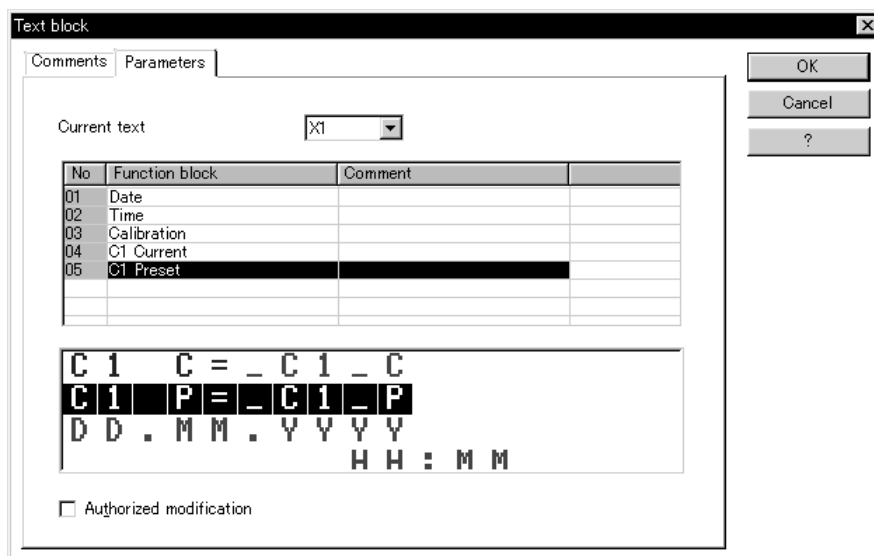 Text block
Comments Parameters
OK
Cancel
?
Current text X1
No Function block Comment
01 Date
02 Time
03 Calibration
04 C1 Current
05 C1 Preset
C1 C=_C1_C
C1 P=_C1_P
DD.MM.YYYY
HH:MM
Authorized modification